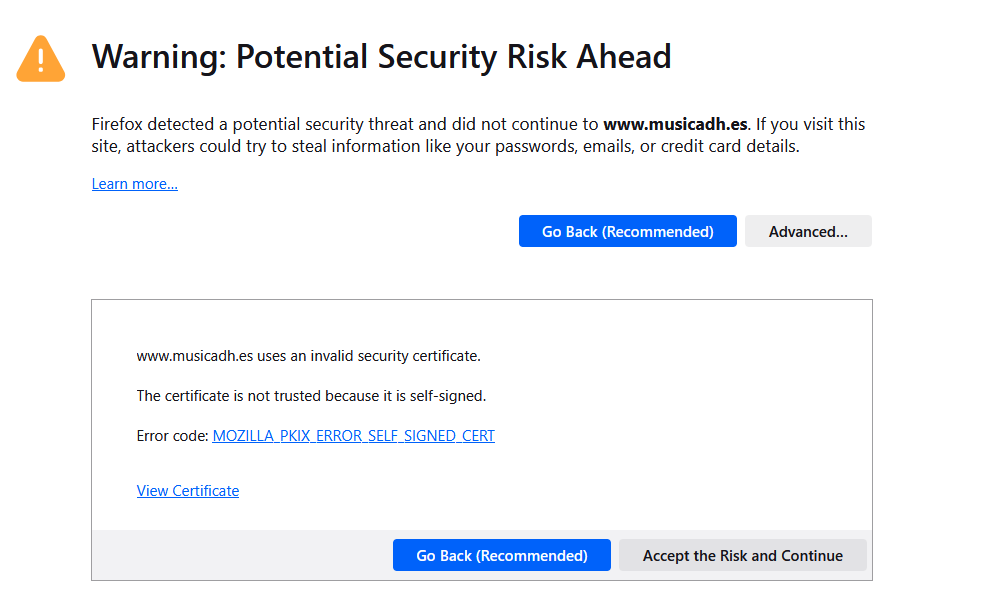 Warning: Potential Security Risk Ahead
Firefox detected a potential security threat and did not continue to www.musicadh.es. If you visit this
site, attackers could try to steal information like your passwords, emails, or credit card details.
Learn more...
Go Back (Recommended)
Advanced...
www.musicadh.es uses an invalid security certificate.
The certificate is not trusted because it is self-signed.
Error code: MOZILLA_PKIX_ERROR_SELF_SIGNED_CERT
View Certificate
Go Back (Recommended)
Accept the Risk and Continue